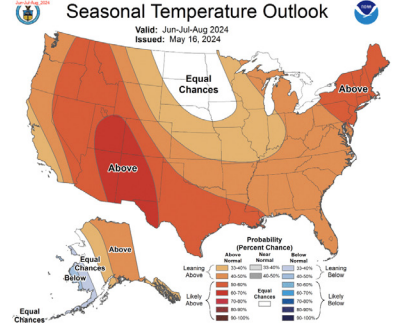 Jun-Jul-Aug_2024
Seasonal Temperature Outlook
Valid: Jun-Jul-Aug 2024
Issued: May 16, 2024
Equal
Chances
Above
Above
Above
Equal
Chances
Below
Equal
Chances
Probability
(Percent Chance)
Above
Normal
Near
Normal
Below
Normal
Leaning
Above
33-40%
40-50%
33-40%
40-50%
33-40%
40-50%
Leaning
Below
50-60%
60-70%
Equal
Chances
50-60%
60-70%
Likely
Above
70-80%
80-90%
90-100%
70-80%
80-90%
90-100%
Likely
Below